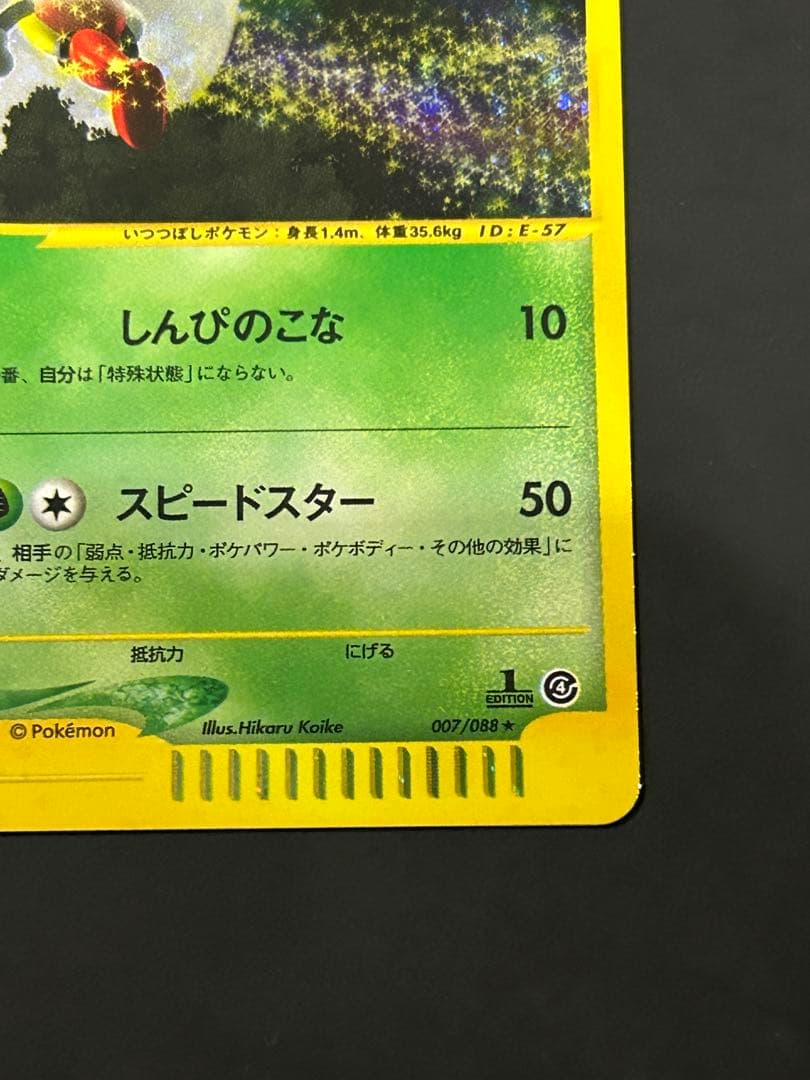 いつつぼしポケモン：身長1.4m、体重35.6kg ID:E-57
しんぴのこな 10
番、自分は「特殊状態」にならない。
スピードスター 50
、相手の「弱点・抵抗力・ポケパワー・ポケボディー・その他の効果」に
ダメージを与える。
抵抗力 にげる
1 EDITION 4
©Pokémon Illus.Hikaru Koike 007/088★